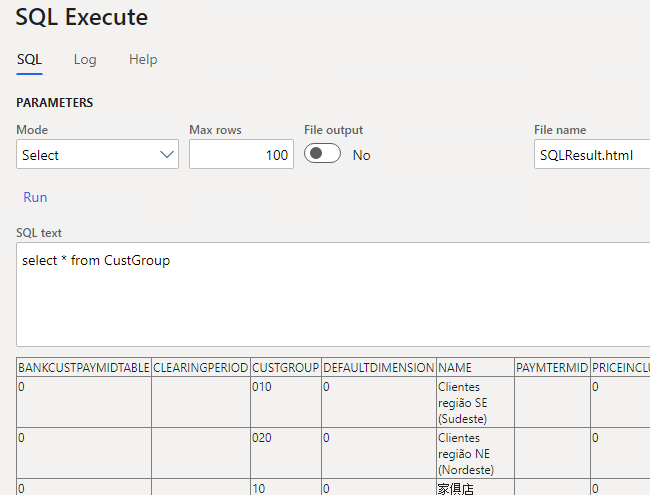 SQL Execute
SQL Log Help
PARAMETERS
Mode Max rows File output File name
Select 100 No SQLResult.html
Run
SQL text
select * from CustGroup
BANKCUSTPAYMIDTABLE CLEARINGPERIOD CUSTGROUP DEFAULTDIMENSION NAME PAYMTERMID PRICEINCLU
0 010 0 Clientes 0
região SE
(Sudeste)
0 020 0 Clientes 0
região NE
(Nordeste)
0 10 0 家俱店 0